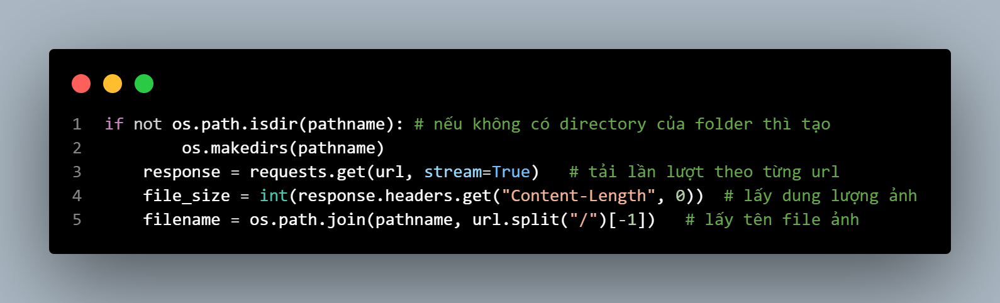 1 if not os.path.isdir(pathname): # nếu không có directory của folder thì tạo
2         os.makedirs(pathname)
3     response = requests.get(url, stream=True)   # tải lần lượt theo từng url
4     file_size = int(response.headers.get("Content-Length", 0))  # lấy dung lượng ảnh
5     filename = os.path.join(pathname, url.split("/")[-1])   # lấy tên file ảnh